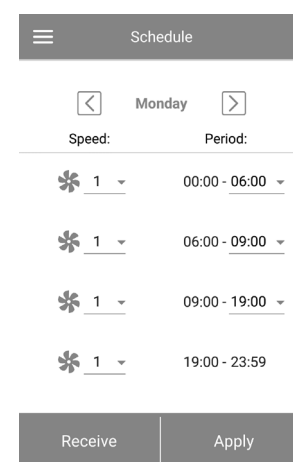 Schedule
Monday
Speed: Period:
1 00:00 - 06:00
1 06:00 - 09:00
1 09:00 - 19:00
1 19:00 - 23:59
Receive Apply